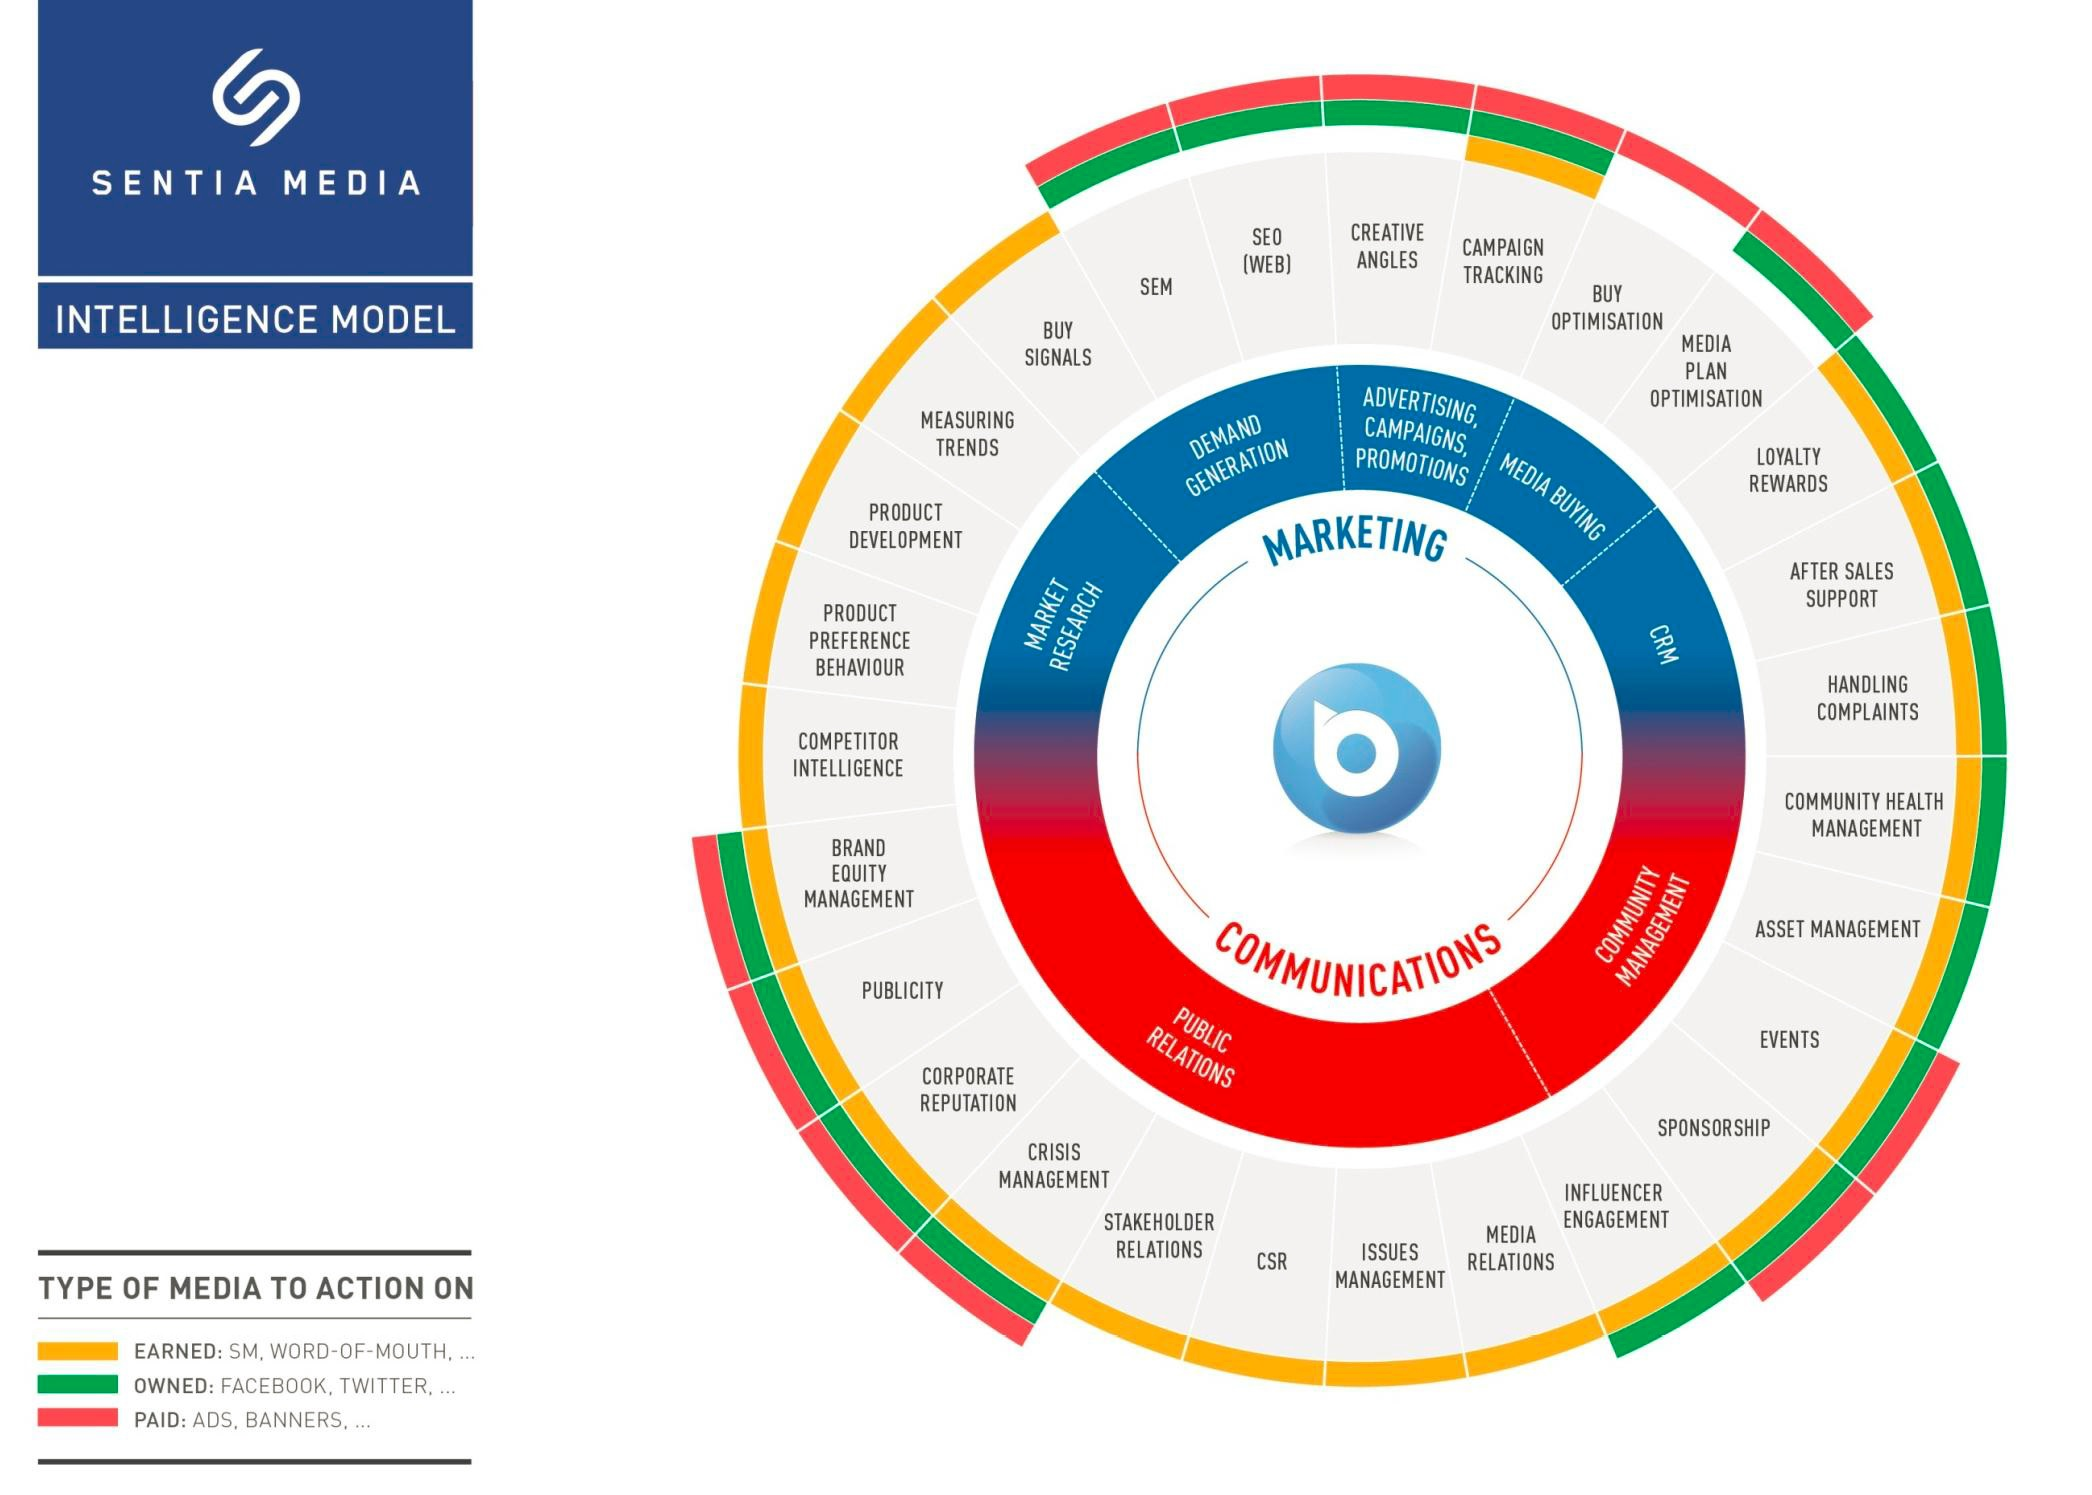 SENTIA MEDIA
INTELLIGENCE MODEL
SEM
SEO
(WEB)
CREATIVE
ANGLES
CAMPAIGN
TRACKING
BUY
OPTIMISATION
MEDIA
PLAN
OPTIMISATION
LOYALTY
REWARDS
AFTER SALES
SUPPORT
HANDLING
COMPLAINTS
COMMUNITY HEALTH
MANAGEMENT
ASSET MANAGEMENT
EVENTS
SPONSORSHIP
INFLUENCER
ENGAGEMENT
MEDIA
RELATIONS
ISSUES
MANAGEMENT
CSR
STAKEHOLDER
RELATIONS
CRISIS
MANAGEMENT
CORPORATE
REPUTATION
PUBLICITY
BRAND
EQUITY
MANAGEMENT
COMPETITOR
INTELLIGENCE
PRODUCT
PREFERENCE
BEHAVIOUR
PRODUCT
DEVELOPMENT
MEASURING
TRENDS
BUY
SIGNALS
DEMAND
GENERATION
ADVERTISING,
CAMPAIGNS,
PROMOTIONS
MEDIA BUYING
CRM
COMMUNITY
MANAGEMENT
PUBLIC
RELATIONS
MARKET
RESEARCH
MARKETING
b
COMMUNICATIONS
TYPE OF MEDIA TO ACTION ON
EARNED: SM, WORD-OF-MOUTH, ...
OWNED: FACEBOOK, TWITTER, ...
PAID: ADS, BANNERS, ...